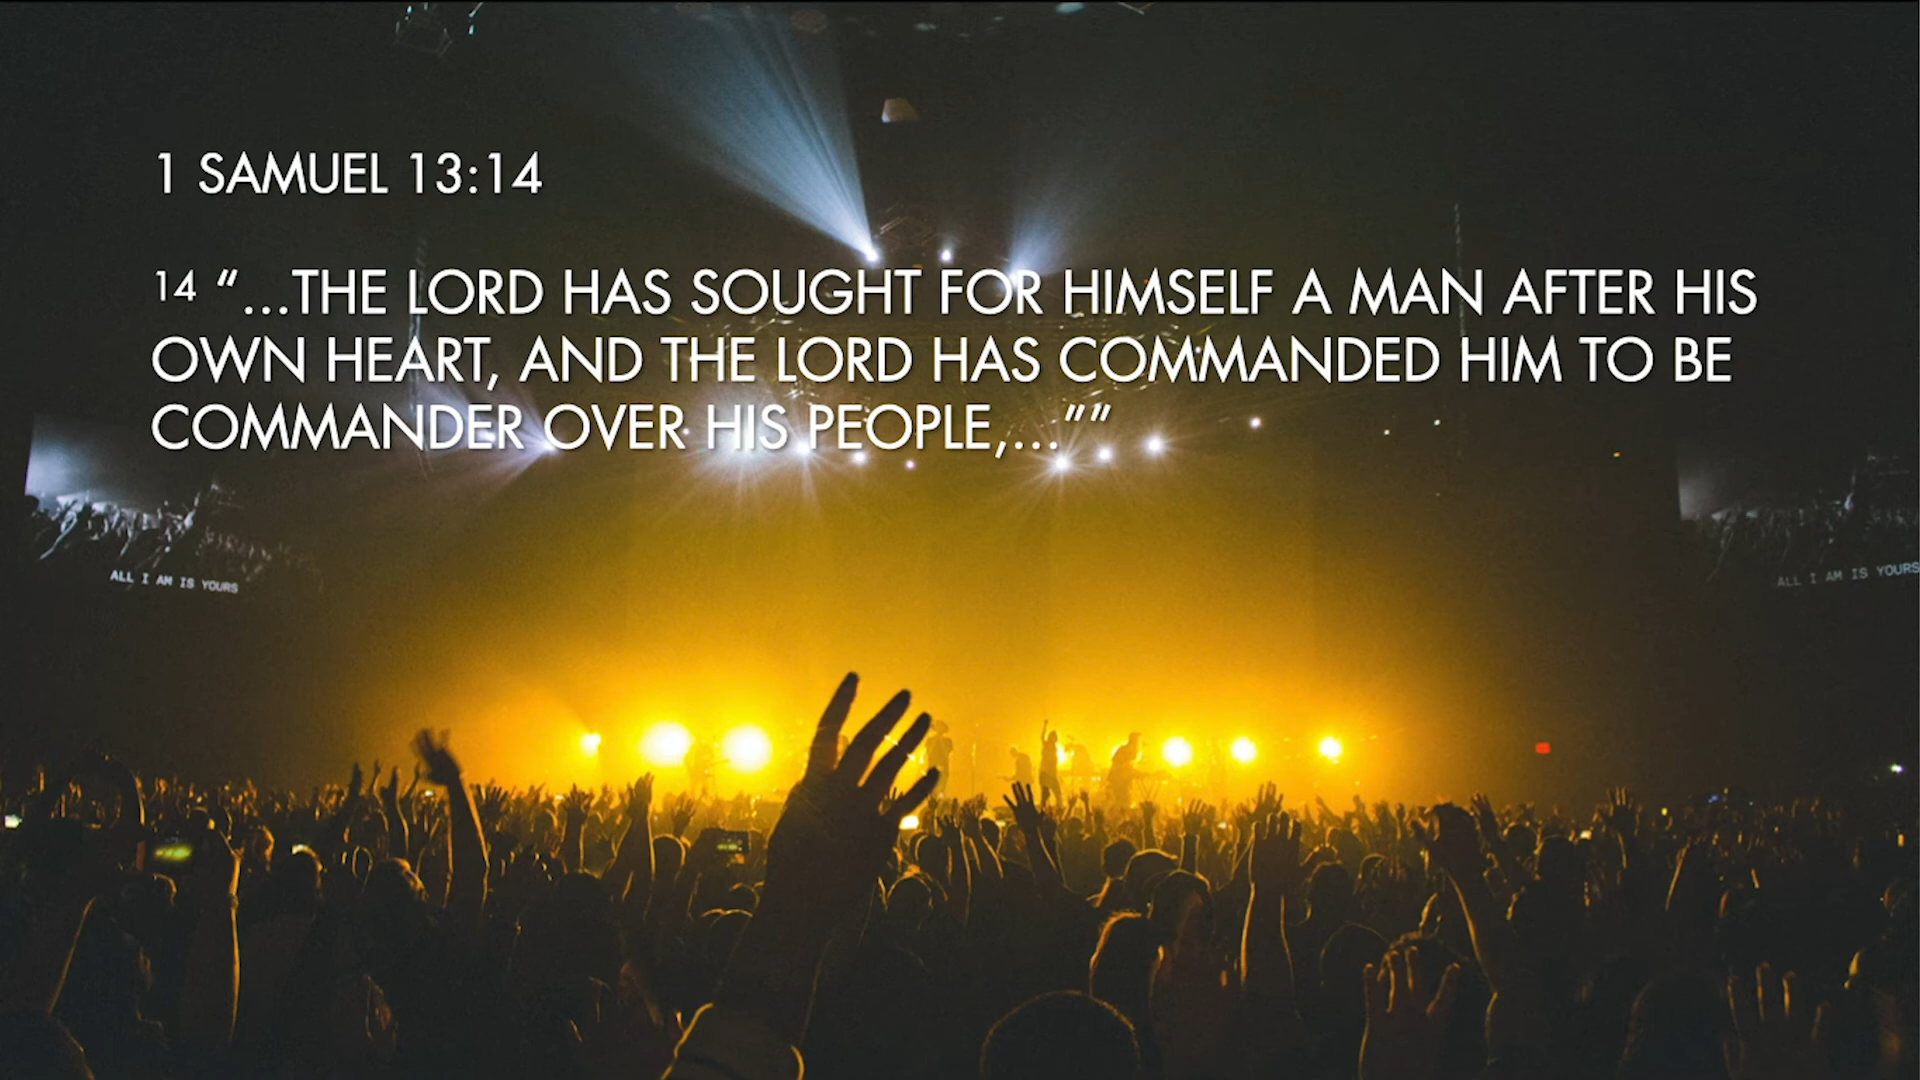 1 SAMUEL 13:14
14 “…THE LORD HAS SOUGHT FOR HIMSELF A MAN AFTER HIS
OWN HEART, AND THE LORD HAS COMMANDED HIM TO BE
COMMANDER OVER HIS PEOPLE,…””
ALL I AM IS YOURS
ALL I AM IS YOURS